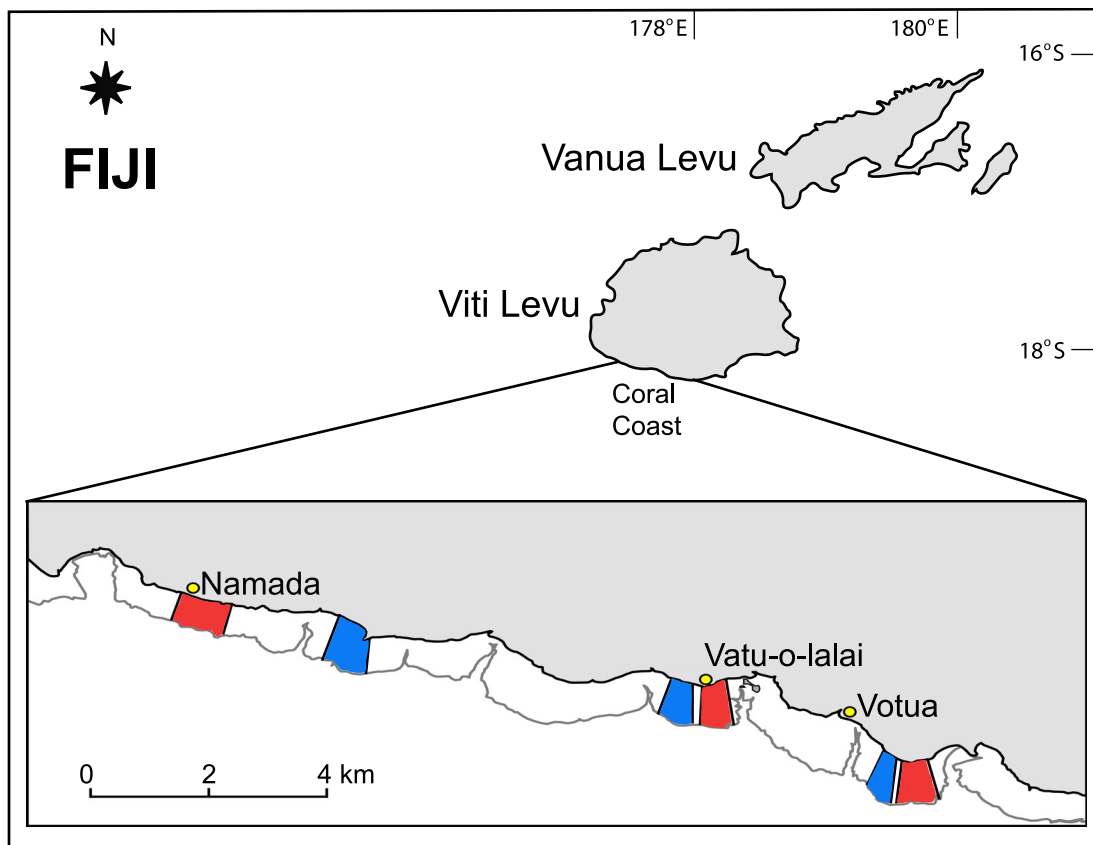 N
FIJI
178°E
180°E
16°S
Vanua Levu
Viti Levu
18°S
Coral
Coast
Namada
Vatu-o-lalai
Votua
0 2 4 km